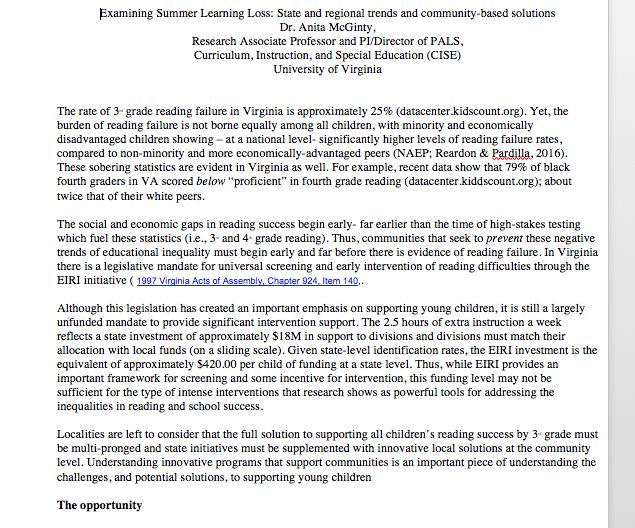 Examining Summer Learning Loss: State and regional trends and community-based solutions
Dr. Anita McGinty,
Research Associate Professor and PI/Director of PALS,
Curriculum, Instruction, and Special Education (CISE)
University of Virginia
The rate of 3- grade reading failure in Virginia is approximately 25% (datacenter.kidscount.org). Yet, the
burden of reading failure is not borne equally among all children, with minority and economically
disadvantaged children showing – at a national level- significantly higher levels of reading failure rates,
compared to non-minority and more economically-advantaged peers (NAEP; Reardon & Pardilla, 2016).
These sobering statistics are evident in Virginia as well. For example, recent data show that 79% of black
fourth graders in VA scored below “proficient” in fourth grade reading (datacenter.kiddscount.org); about
twice that of their white peers.
The social and economic gaps in reading success begin early- far earlier than the time of high-stakes testing
which fuel these statistics (i.e., 3- and 4- grade reading). Thus, communities that seek to prevent these negative
trends of educational inequality must begin early and far before there is evidence of reading failure. In Virginia
there is a legislative mandate for universal screening and early intervention of reading difficulties through the
EIRI initiative ( 1997 Virginia Acts of Assembly, Chapter 924, Item 140,.
Although this legislation has created an important emphasis on supporting young children, it is still a largely
unfunded mandate to provide significant intervention support. The 2.5 hours of extra instruction a week
reflects a state investment of approximately $18M in support to divisions and divisions must match their
allocation with local funds (on a sliding scale). Given state-level identification rates, the EIRI investment is the
equivalent of approximately $420.00 per child of funding at a state level. Thus, while EIRI provides an
important framework for screening and some incentive for intervention, this funding level may not be
sufficient for the type of intense interventions that research shows as powerful tools for addressing the
inequalities in reading and school success.
Localities are left to consider that the full solution to supporting all children’s reading success by 3- grade must
be multi-pronged and state initiatives must be supplemented with innovative local solutions at the community
level. Understanding innovative programs that support communities is an important piece of understanding the
challenges, and potential solutions, to supporting young children
The opportunity